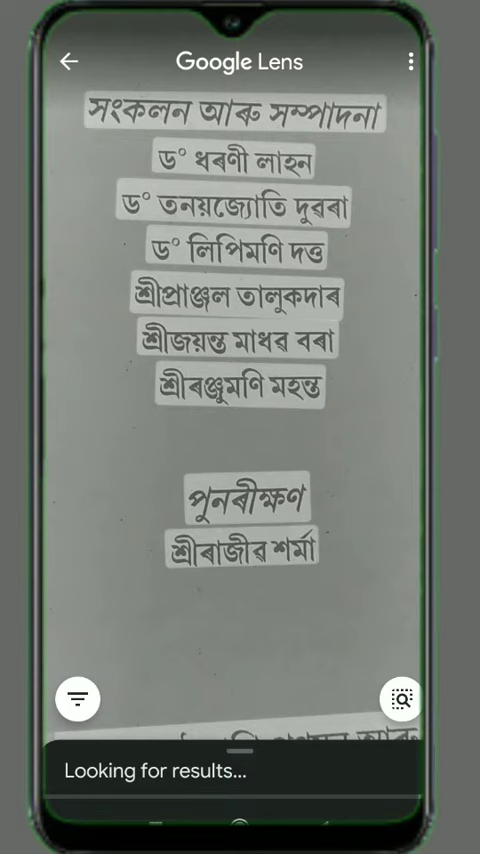 Google Lens
সংকলন আৰু সম্পাদনা
ড° ধৰণী লাহন
ড° তনয়জ্যোতি দুৱৰা
ড° লিপিমণি দত্ত
শ্ৰীপ্ৰাঞ্জল তালুকদাৰ
শ্ৰীজয়ন্ত মাধৱ বৰা
শ্ৰীৰঞ্জুমণি মহন্ত
পুনৰীক্ষণ
শ্ৰীৰাজীৱ শৰ্মা
আৰু
Looking for results...